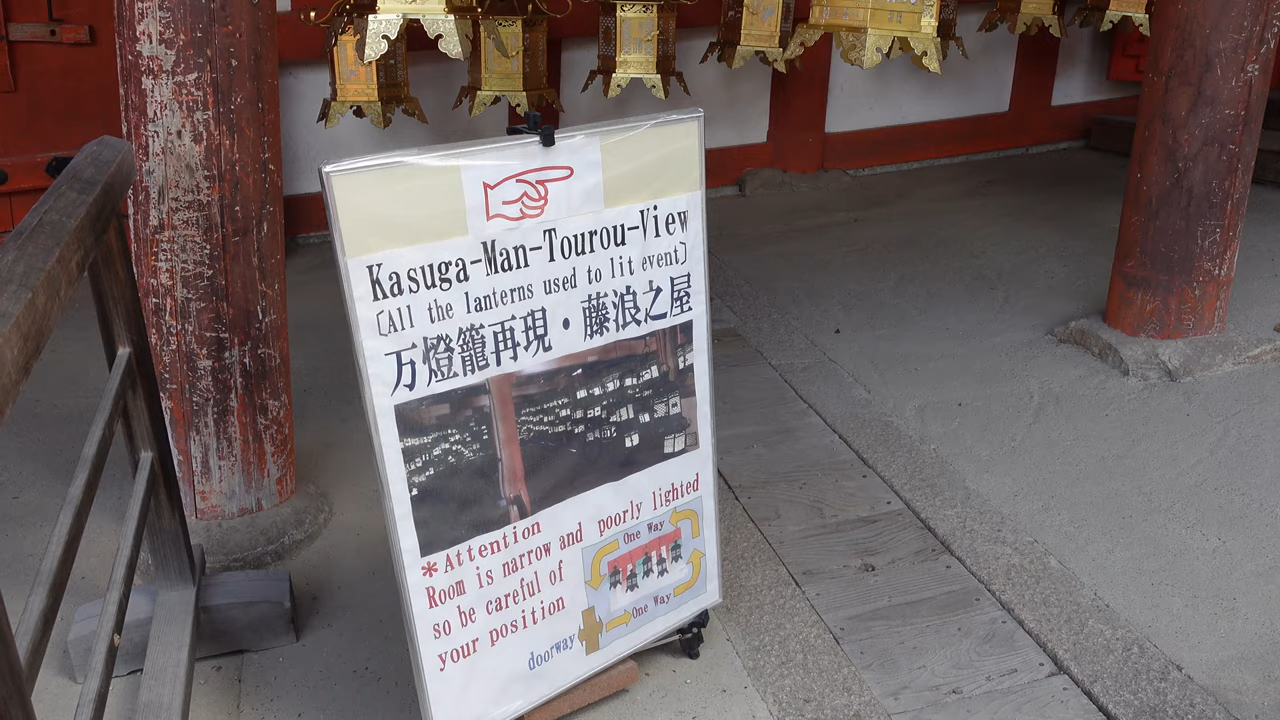 Kasuga-Man-Tourou-View
[All the lanterns used to lit event]
万燈籠再現・藤浪之屋
*Attention
Room is narrow and poorly lighted
so be careful of
your position
One Way
One Way
doorway